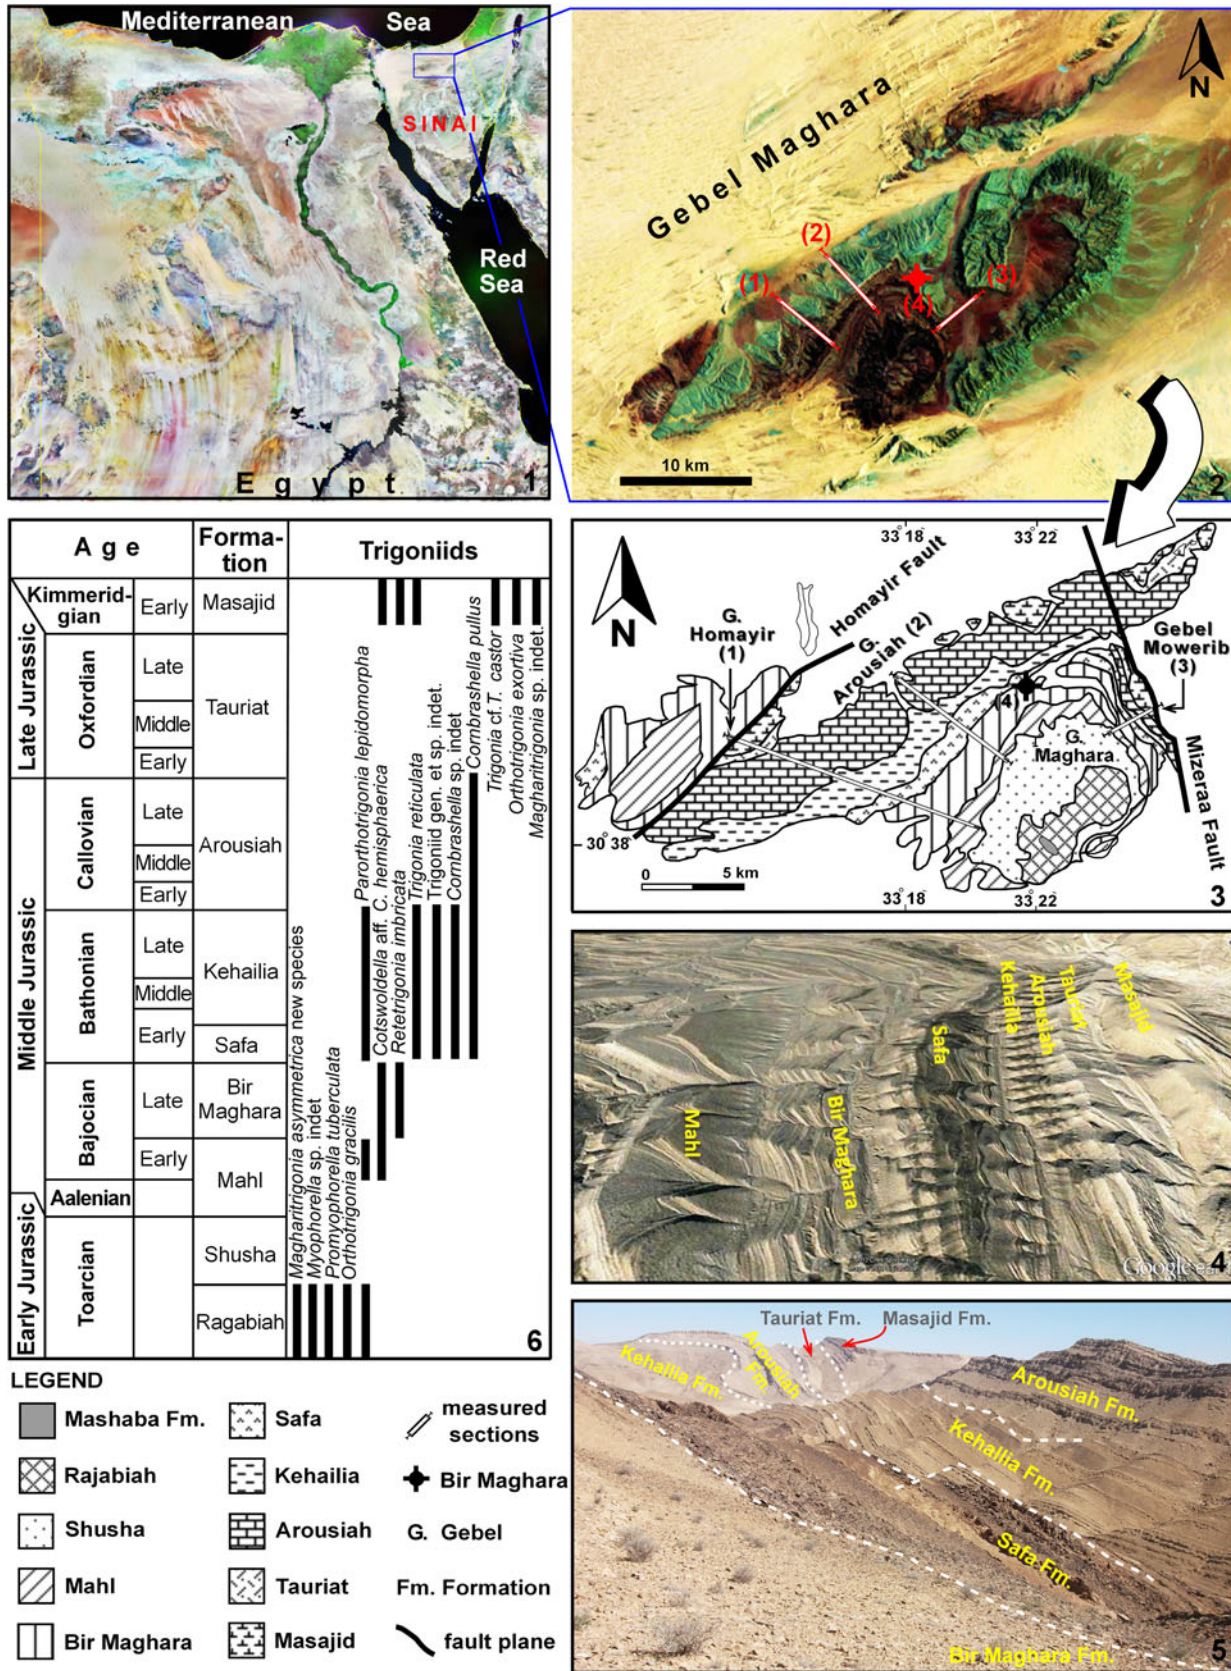 Mediterranean Sea
SINAI
Red
Sea
Egypt
1
N
Gebel Maghara
(1)
(2)
(3)
(4)
10 km
2
33° 18`
33° 22`
N
G.
Homayir
(1)
Homayir Fault
G.
Arousiah (2)
Gebel
Mowerib
(3)
(4)
G.
Maghara
Mizeraa Fault
30° 38`
0 5 km
33° 18`
33° 22`
3
Mahl
Bir Maghara
Safa
Kehailla
Arousiah
Tauriat
Masajid
Google earth
4
Tauriat Fm.
Masajid Fm.
Kehallia Fm.
Arousiah
Fm.
Arousiah Fm.
Kehallia Fm.
Safa Fm.
Bir Maghara Fm.
5
Age
Forma-
tion
Trigoniids
Late Jurassic
Middle Jurassic
Early Jurassic
Kimmerid-
gian
Early
Masajid
Oxfordian
Late
Middle
Early
Tauriat
Callovian
Late
Middle
Early
Arousiah
Bathonian
Late
Middle
Early
Kehailia
Safa
Bajocian
Late
Early
Bir
Maghara
Mahl
Aalenian
Toarcian
Shusha
Ragabiah
Magharitrigonia asymmetrica new species
Myophorella sp. indet
Promyophorella tuberculata
Orthotrigonia gracilis
Parorthotrigonia lepidomorpha
Cotswoldella aff. C. hemisphaerica
Retetrigonia imbricata
Trigonia reticulata
Trigoniid gen. et sp. indet.
Combrashella sp. indet
Combrashella pullus
Trigonia cf. T. castor
Orthotrigonia exortiva
Magharitrigonia sp. indet.
6
LEGEND
Mashaba Fm.
Rajabiah
Shusha
Mahl
Bir Maghara
Safa
Kehailia
Arousiah
Tauriat
Masajid
measured
sections
Bir Maghara
G. Gebel
Fm. Formation
fault plane